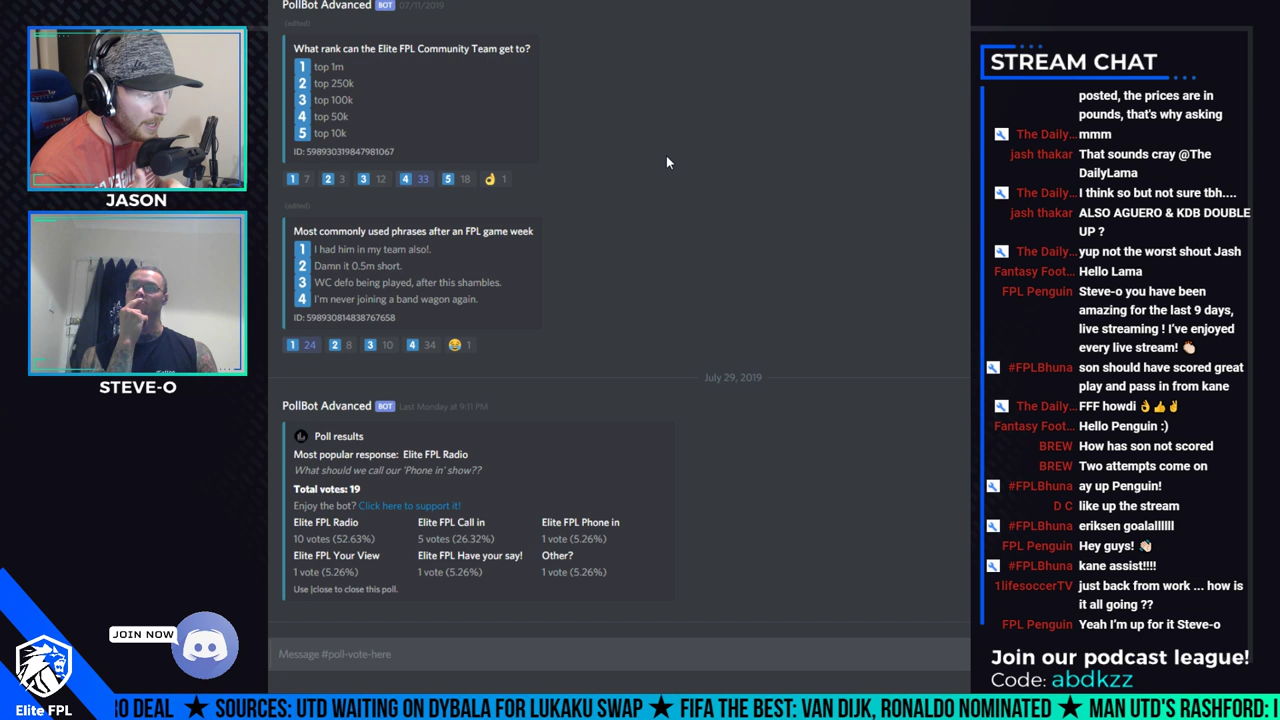 JASON
STEVE-O
JOIN NOW
Elite FPL
PollBot Advanced BOT 07/11/2019
(edited)
What rank can the Elite FPL Community Team get to?
1 top 1m
2 top 250k
3 top 100k
4 top 50k
5 top 10k
ID: 598930319847981067
1 7 2 3 3 12 4 33 5 18 👌 1
(edited)
Most commonly used phrases after an FPL game week
1 I had him in my team also!.
2 Damn it 0.5m short.
3 WC defo being played, after this shambles.
4 I'm never joining a band wagon again.
ID: 598930814838767658
1 24 2 8 3 10 4 34 😂 1
July 29, 2019
PollBot Advanced BOT Last Monday at 9:11 PM
Poll results
Most popular response: Elite FPL Radio
What should we call our 'Phone in' show??
Total votes: 19
Enjoy the bot? Click here to support it!
Elite FPL Radio Elite FPL Call in Elite FPL Phone in
10 votes (52.63%) 5 votes (26.32%) 1 vote (5.26%)
Elite FPL Your View Elite FPL Have your say! Other?
1 vote (5.26%) 1 vote (5.26%) 1 vote (5.26%)
Use |close to close this poll.
Message #poll-vote-here
STREAM CHAT
posted, the prices are in
pounds, that's why asking
The Daily... mmm
jash thakar That sounds cray @The
DailyLama
The Daily... I think so but not sure tbh....
jash thakar ALSO AGUERO & KDB DOUBLE
UP ?
The Daily... yup not the worst shout Jash
Fantasy Foot... Hello Lama
FPL Penguin Steve-o you have been
amazing for the last 9 days,
live streaming ! I've enjoyed
every live stream! 👏🏻
#FPLBhuna son should have scored great
play and pass in from kane
The Daily... FFF howdi 👌👍✌
Fantasy Foot... Hello Penguin :)
BREW How has son not scored
BREW Two attempts come on
#FPLBhuna ay up Penguin!
D C like up the stream
#FPLBhuna eriksen goalallllll
FPL Penguin Hey guys! 👋🏻
#FPLBhuna kane assist!!!!
1lifesoccerTV just back from work ... how is
it all going ??
FPL Penguin Yeah I'm up for it Steve-o
Join our podcast league!
Code: abdkzz
RO DEAL ★ SOURCES: UTD WAITING ON DYBALA FOR LUKAKU SWAP ★ FIFA THE BEST: VAN DIJK, RONALDO NOMINATED ★ MAN UTD'S RASHFORD: I